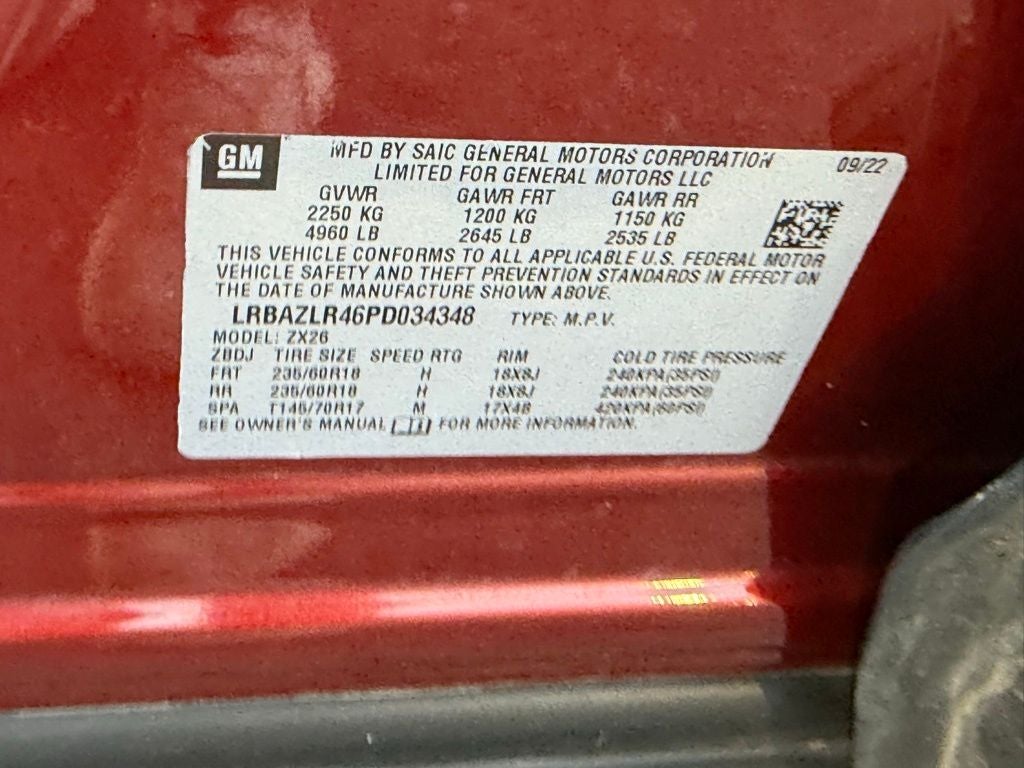 GM
MFD BY SAIC GENERAL MOTORS CORPORATION 09/22
LIMITED FOR GENERAL MOTORS LLC
GVWR GAWR FRT GAWR RR
2250 KG 1200 KG 1150 KG
4960 LB 2645 LB 2535 LB
THIS VEHICLE CONFORMS TO ALL APPLICABLE U.S. FEDERAL MOTOR
VEHICLE SAFETY AND THEFT PREVENTION STANDARDS IN EFFECT ON
THE DATE OF MANUFACTURE SHOWN ABOVE.
LRBAZLR46PD034348 TYPE: M.P.V.
MODEL: ZX26
ZBDJ TIRE SIZE SPEED RTG RIM COLD TIRE PRESSURE
FRT 235/60R18 H 18X8J 240KPA(35PSI)
RR 235/60R18 H 18X8J 240KPA(35PSI)
SPA T145/70R17 M 17X4B 420KPA(60PSI)
SEE OWNER'S MANUAL FOR MORE INFORMATION.